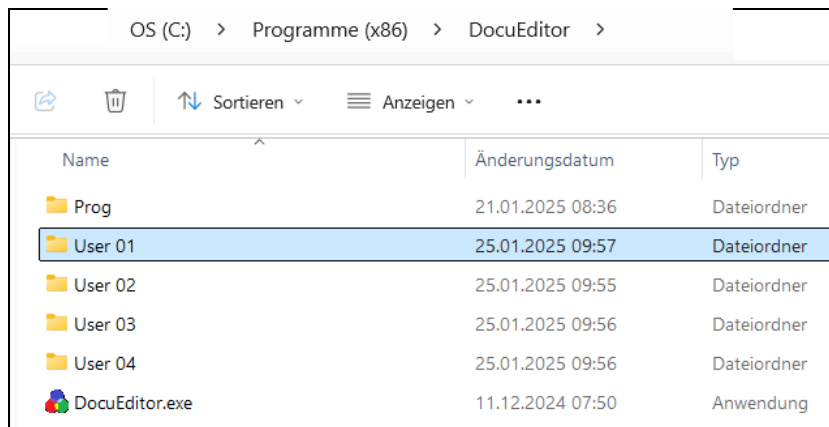 OS (C:) > Programme (x86) > DocuEditor >
Sortieren Anzeigen
Name Änderungsdatum Typ
Prog 21.01.2025 08:36 Dateiordner
User 01 25.01.2025 09:57 Dateiordner
User 02 25.01.2025 09:55 Dateiordner
User 03 25.01.2025 09:56 Dateiordner
User 04 25.01.2025 09:56 Dateiordner
DocuEditor.exe 11.12.2024 07:50 Anwendung